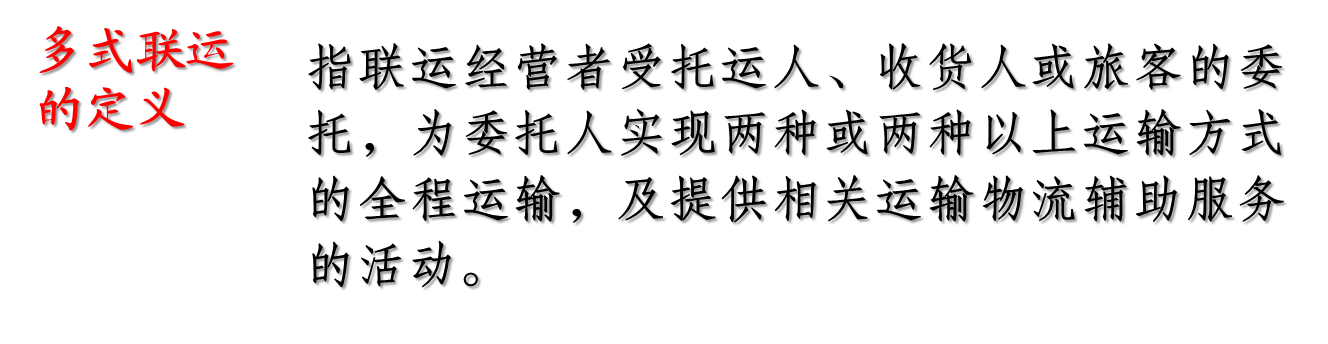 多式联运
的定义
指联运经营者受托运人、收货人或旅客的委
托，为委托人实现两种或两种以上运输方式
的全程运输，及提供相关运输物流辅助服务
的活动。